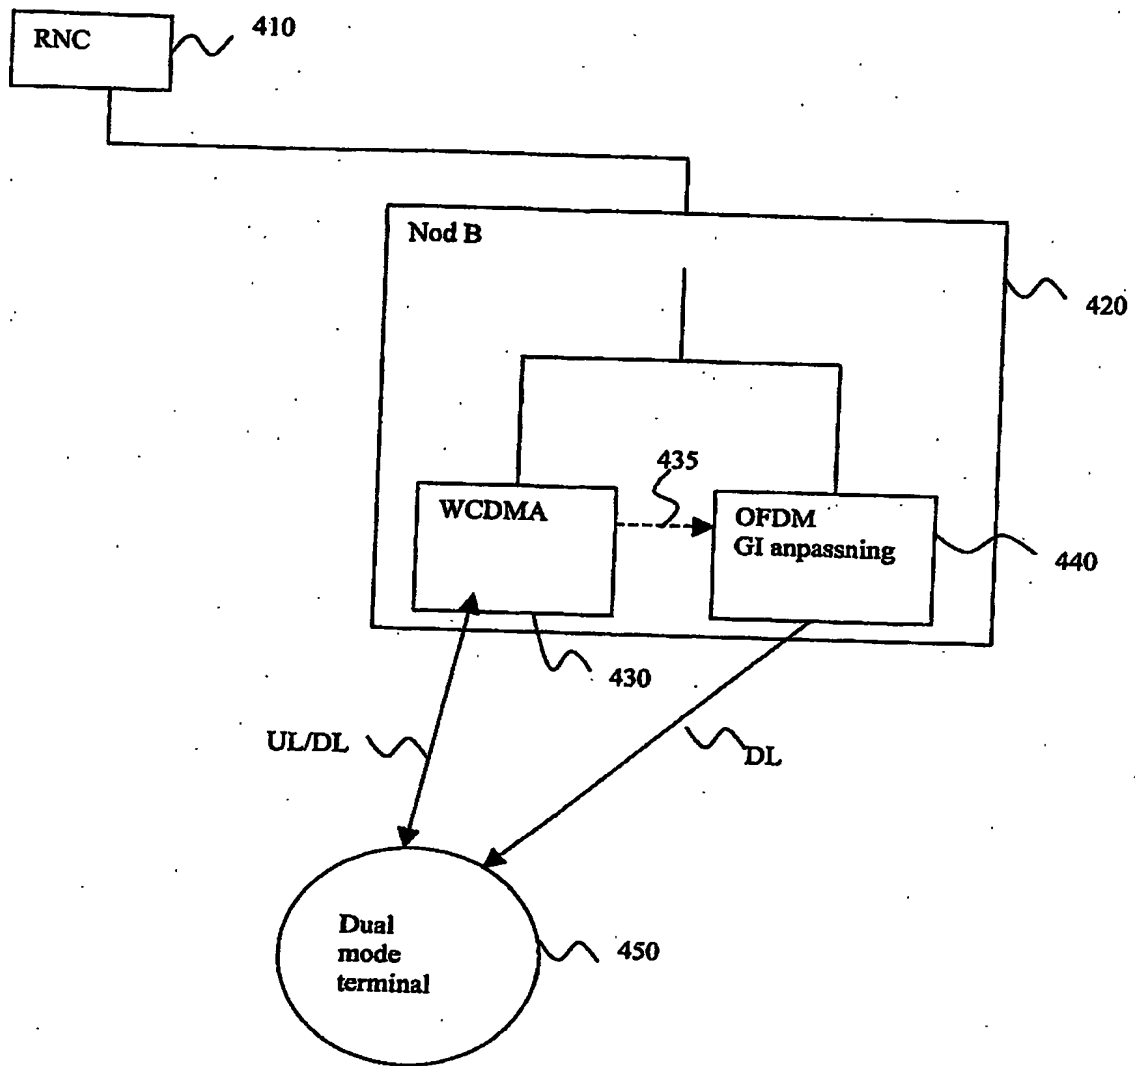 RNC
410
Nod B
420
435
WCDMA
OFDM
GI anpassning
440
430
UL/DL
DL
Dual
mode
terminal
450